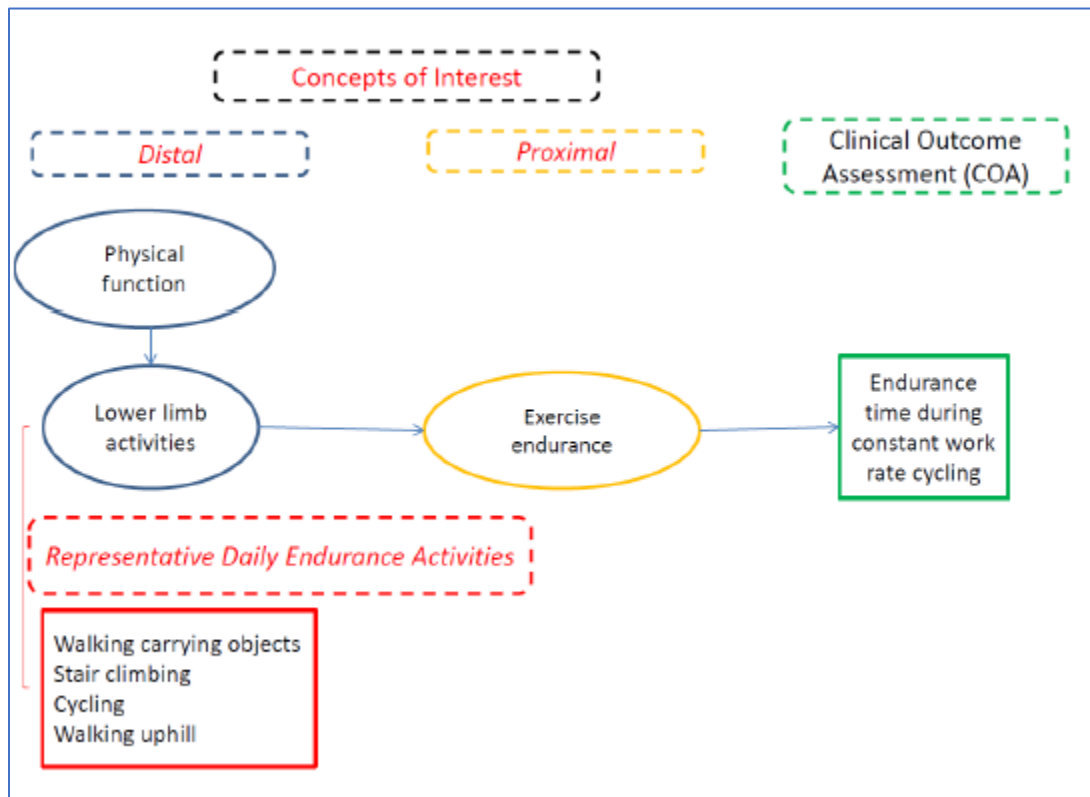 Concepts of Interest
Distal
Proximal
Clinical Outcome
Assessment (COA)
Physical
function
Lower limb
activities
Exercise
endurance
Endurance
time during
constant work
rate cycling
Representative Daily Endurance Activities
Walking carrying objects
Stair climbing
Cycling
Walking uphill